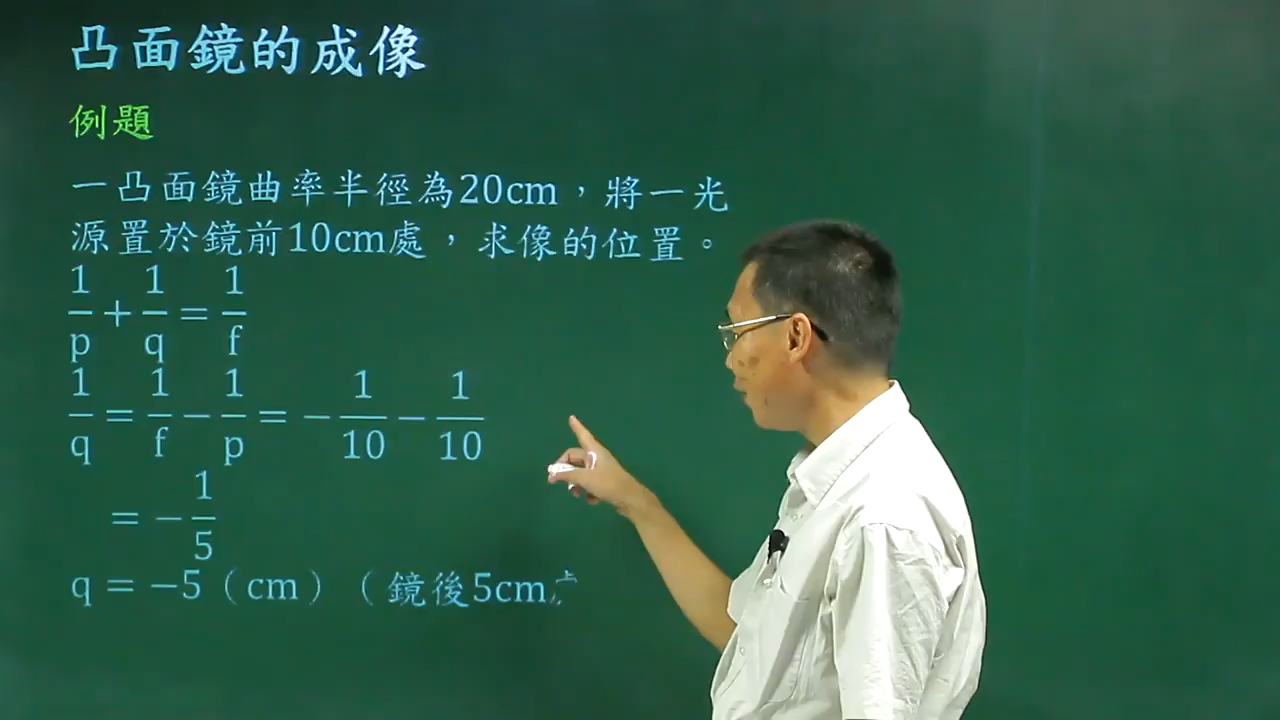 凸面鏡的成像
例題
一凸面鏡曲率半徑為20cm，將一光
源置於鏡前10cm處，求像的位置。
1/p + 1/q = 1/f
1/q = 1/f − 1/p = − 1/10 − 1/10
= − 1/5
q = −5（cm）（鏡後5cm